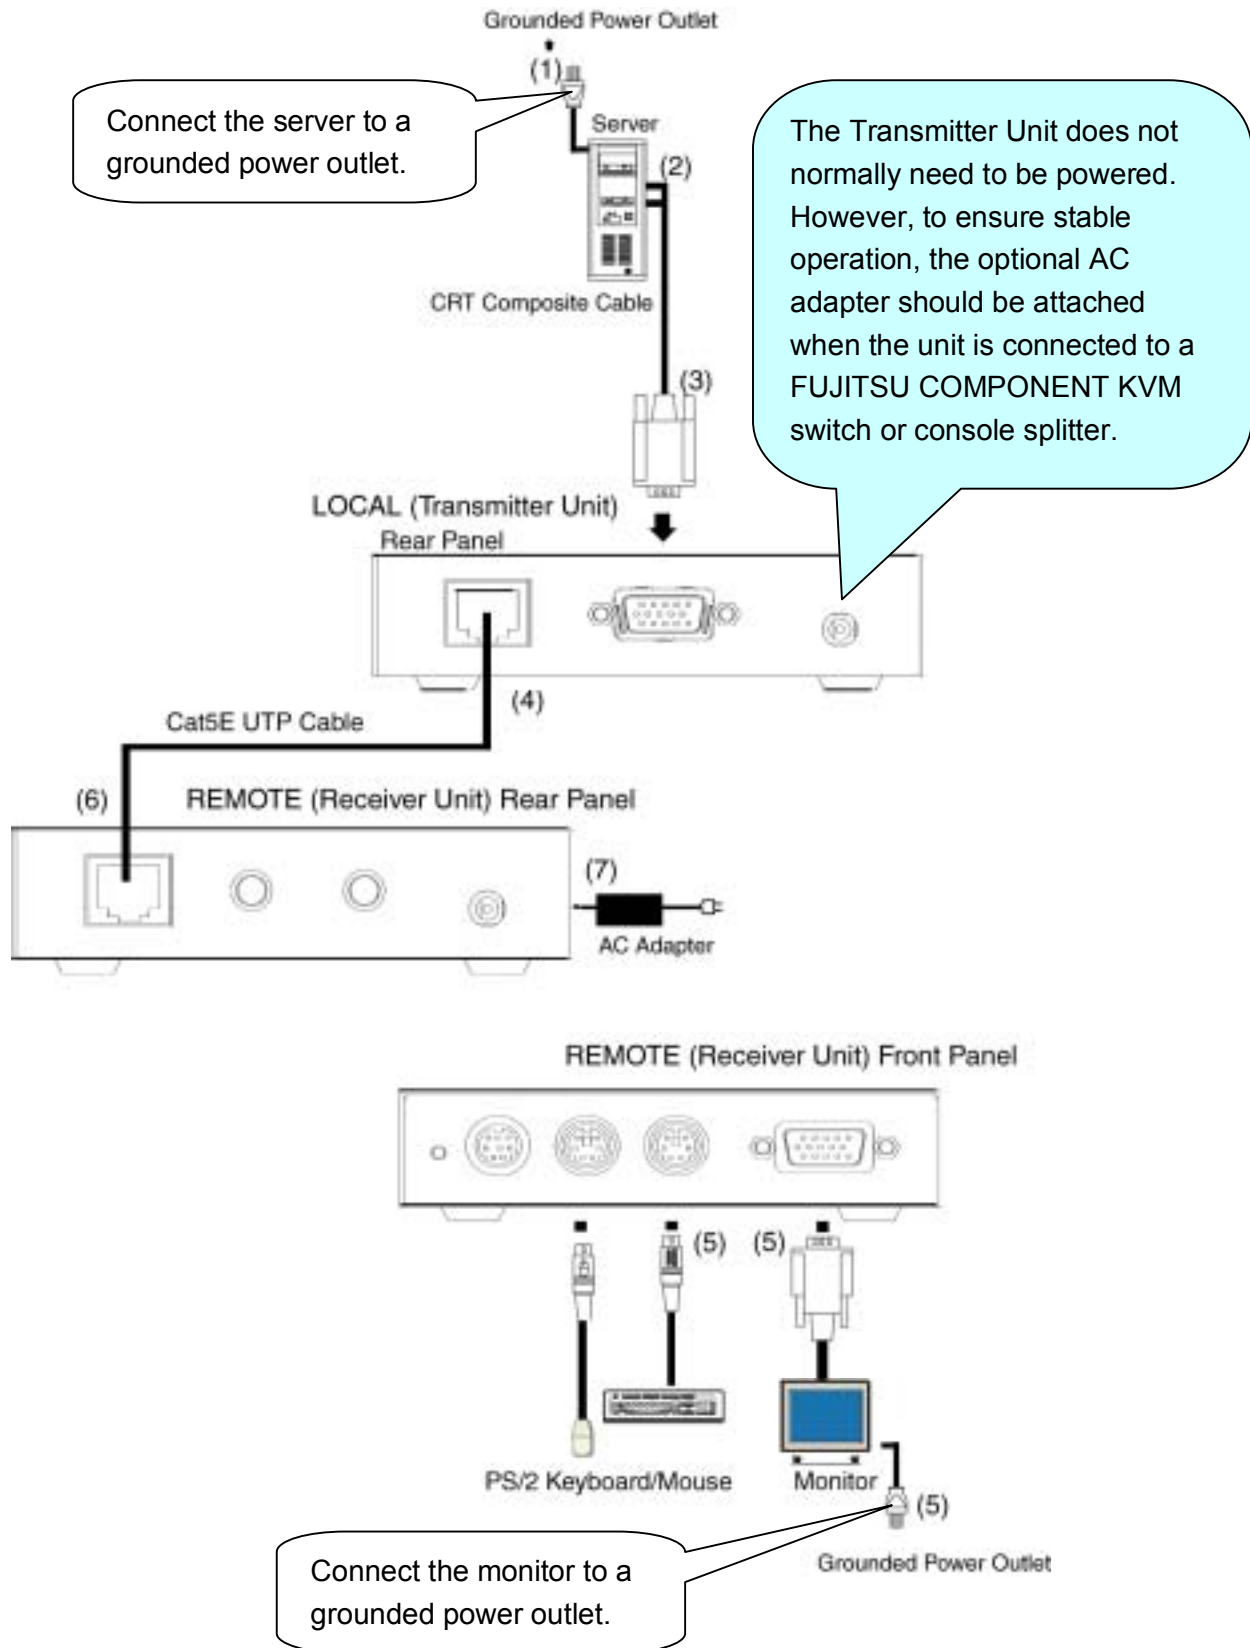 Grounded Power Outlet
(1)
Connect the server to a
grounded power outlet.
Server
(2)
The Transmitter Unit does not
normally need to be powered.
However, to ensure stable
operation, the optional AC
adapter should be attached
when the unit is connected to a
FUJITSU COMPONENT KVM
switch or console splitter.
CRT Composite Cable
(3)
LOCAL (Transmitter Unit)
Rear Panel
(4)
Cat5E UTP Cable
(6)
REMOTE (Receiver Unit) Rear Panel
(7)
AC Adapter
REMOTE (Receiver Unit) Front Panel
(5)
(5)
PS/2 Keyboard/Mouse
Monitor
(5)
Grounded Power Outlet
Connect the monitor to a
grounded power outlet.